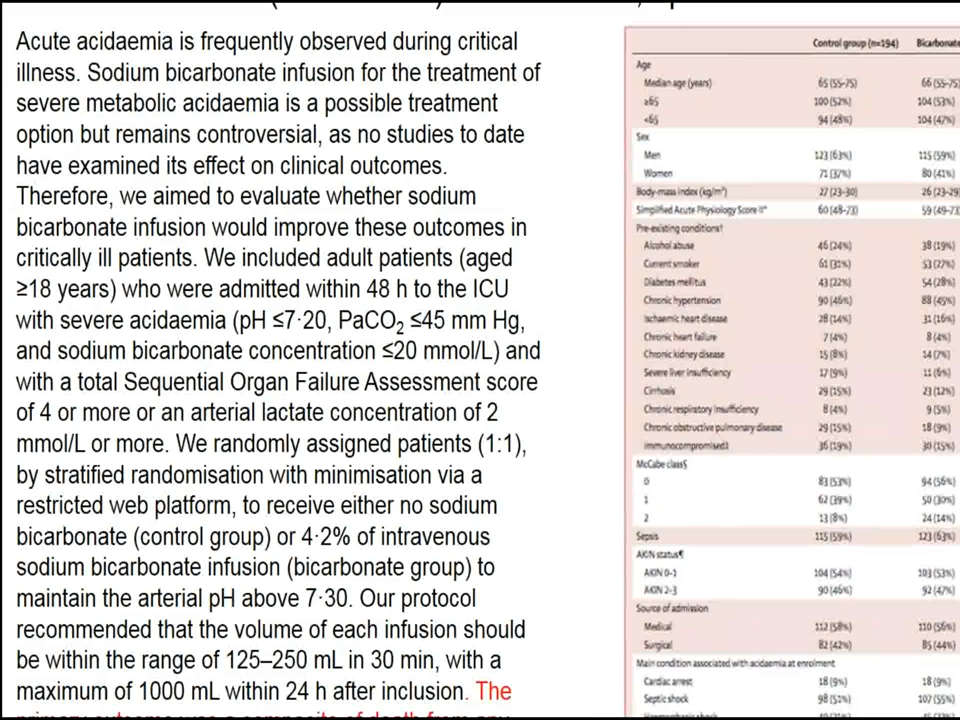 Acute acidaemia is frequently observed during critical
illness. Sodium bicarbonate infusion for the treatment of
severe metabolic acidaemia is a possible treatment
option but remains controversial, as no studies to date
have examined its effect on clinical outcomes.
Therefore, we aimed to evaluate whether sodium
bicarbonate infusion would improve these outcomes in
critically ill patients. We included adult patients (aged
≥18 years) who were admitted within 48 h to the ICU
with severe acidaemia (pH ≤7·20, PaCO₂ ≤45 mm Hg,
and sodium bicarbonate concentration ≤20 mmol/L) and
with a total Sequential Organ Failure Assessment score
of 4 or more or an arterial lactate concentration of 2
mmol/L or more. We randomly assigned patients (1:1),
by stratified randomisation with minimisation via a
restricted web platform, to receive either no sodium
bicarbonate (control group) or 4·2% of intravenous
sodium bicarbonate infusion (bicarbonate group) to
maintain the arterial pH above 7·30. Our protocol
recommended that the volume of each infusion should
be within the range of 125–250 mL in 30 min, with a
maximum of 1000 mL within 24 h after inclusion. The
primary outcome was a composite of death from any
Control group (n=194) Bicarbonate
Age
Median age (years) 65 (55–75) 66 (55–75)
≥65 100 (52%) 104 (53%)
<65 94 (48%) 104 (47%)
Sex
Men 123 (63%) 115 (59%)
Women 71 (37%) 80 (41%)
Body-mass index (kg/m²) 27 (23–30) 26 (23–29)
Simplified Acute Physiology Score II* 60 (48–73) 59 (49–73)
Pre-existing conditions†
Alcohol abuse 46 (24%) 38 (19%)
Current smoker 61 (31%) 53 (27%)
Diabetes mellitus 43 (22%) 54 (28%)
Chronic hypertension 90 (46%) 88 (45%)
Ischaemic heart disease 28 (14%) 31 (16%)
Chronic heart failure 7 (4%) 8 (4%)
Chronic kidney disease 15 (8%) 14 (7%)
Severe liver insufficiency 17 (9%) 11 (6%)
Cirrhosis 29 (15%) 23 (12%)
Chronic respiratory insufficiency 8 (4%) 9 (5%)
Chronic obstructive pulmonary disease 29 (15%) 18 (9%)
Immunocompromised‡ 36 (19%) 30 (15%)
McCabe class§
0 83 (53%) 94 (56%)
1 62 (39%) 50 (30%)
2 13 (8%) 24 (14%)
Sepsis 115 (59%) 123 (63%)
AKIN status¶
AKIN 0–1 104 (54%) 103 (53%)
AKIN 2–3 90 (46%) 92 (47%)
Source of admission
Medical 112 (58%) 110 (56%)
Surgical 82 (42%) 85 (44%)
Main condition associated with acidaemia at enrolment
Cardiac arrest 18 (9%) 18 (9%)
Septic shock 98 (51%) 107 (55%)